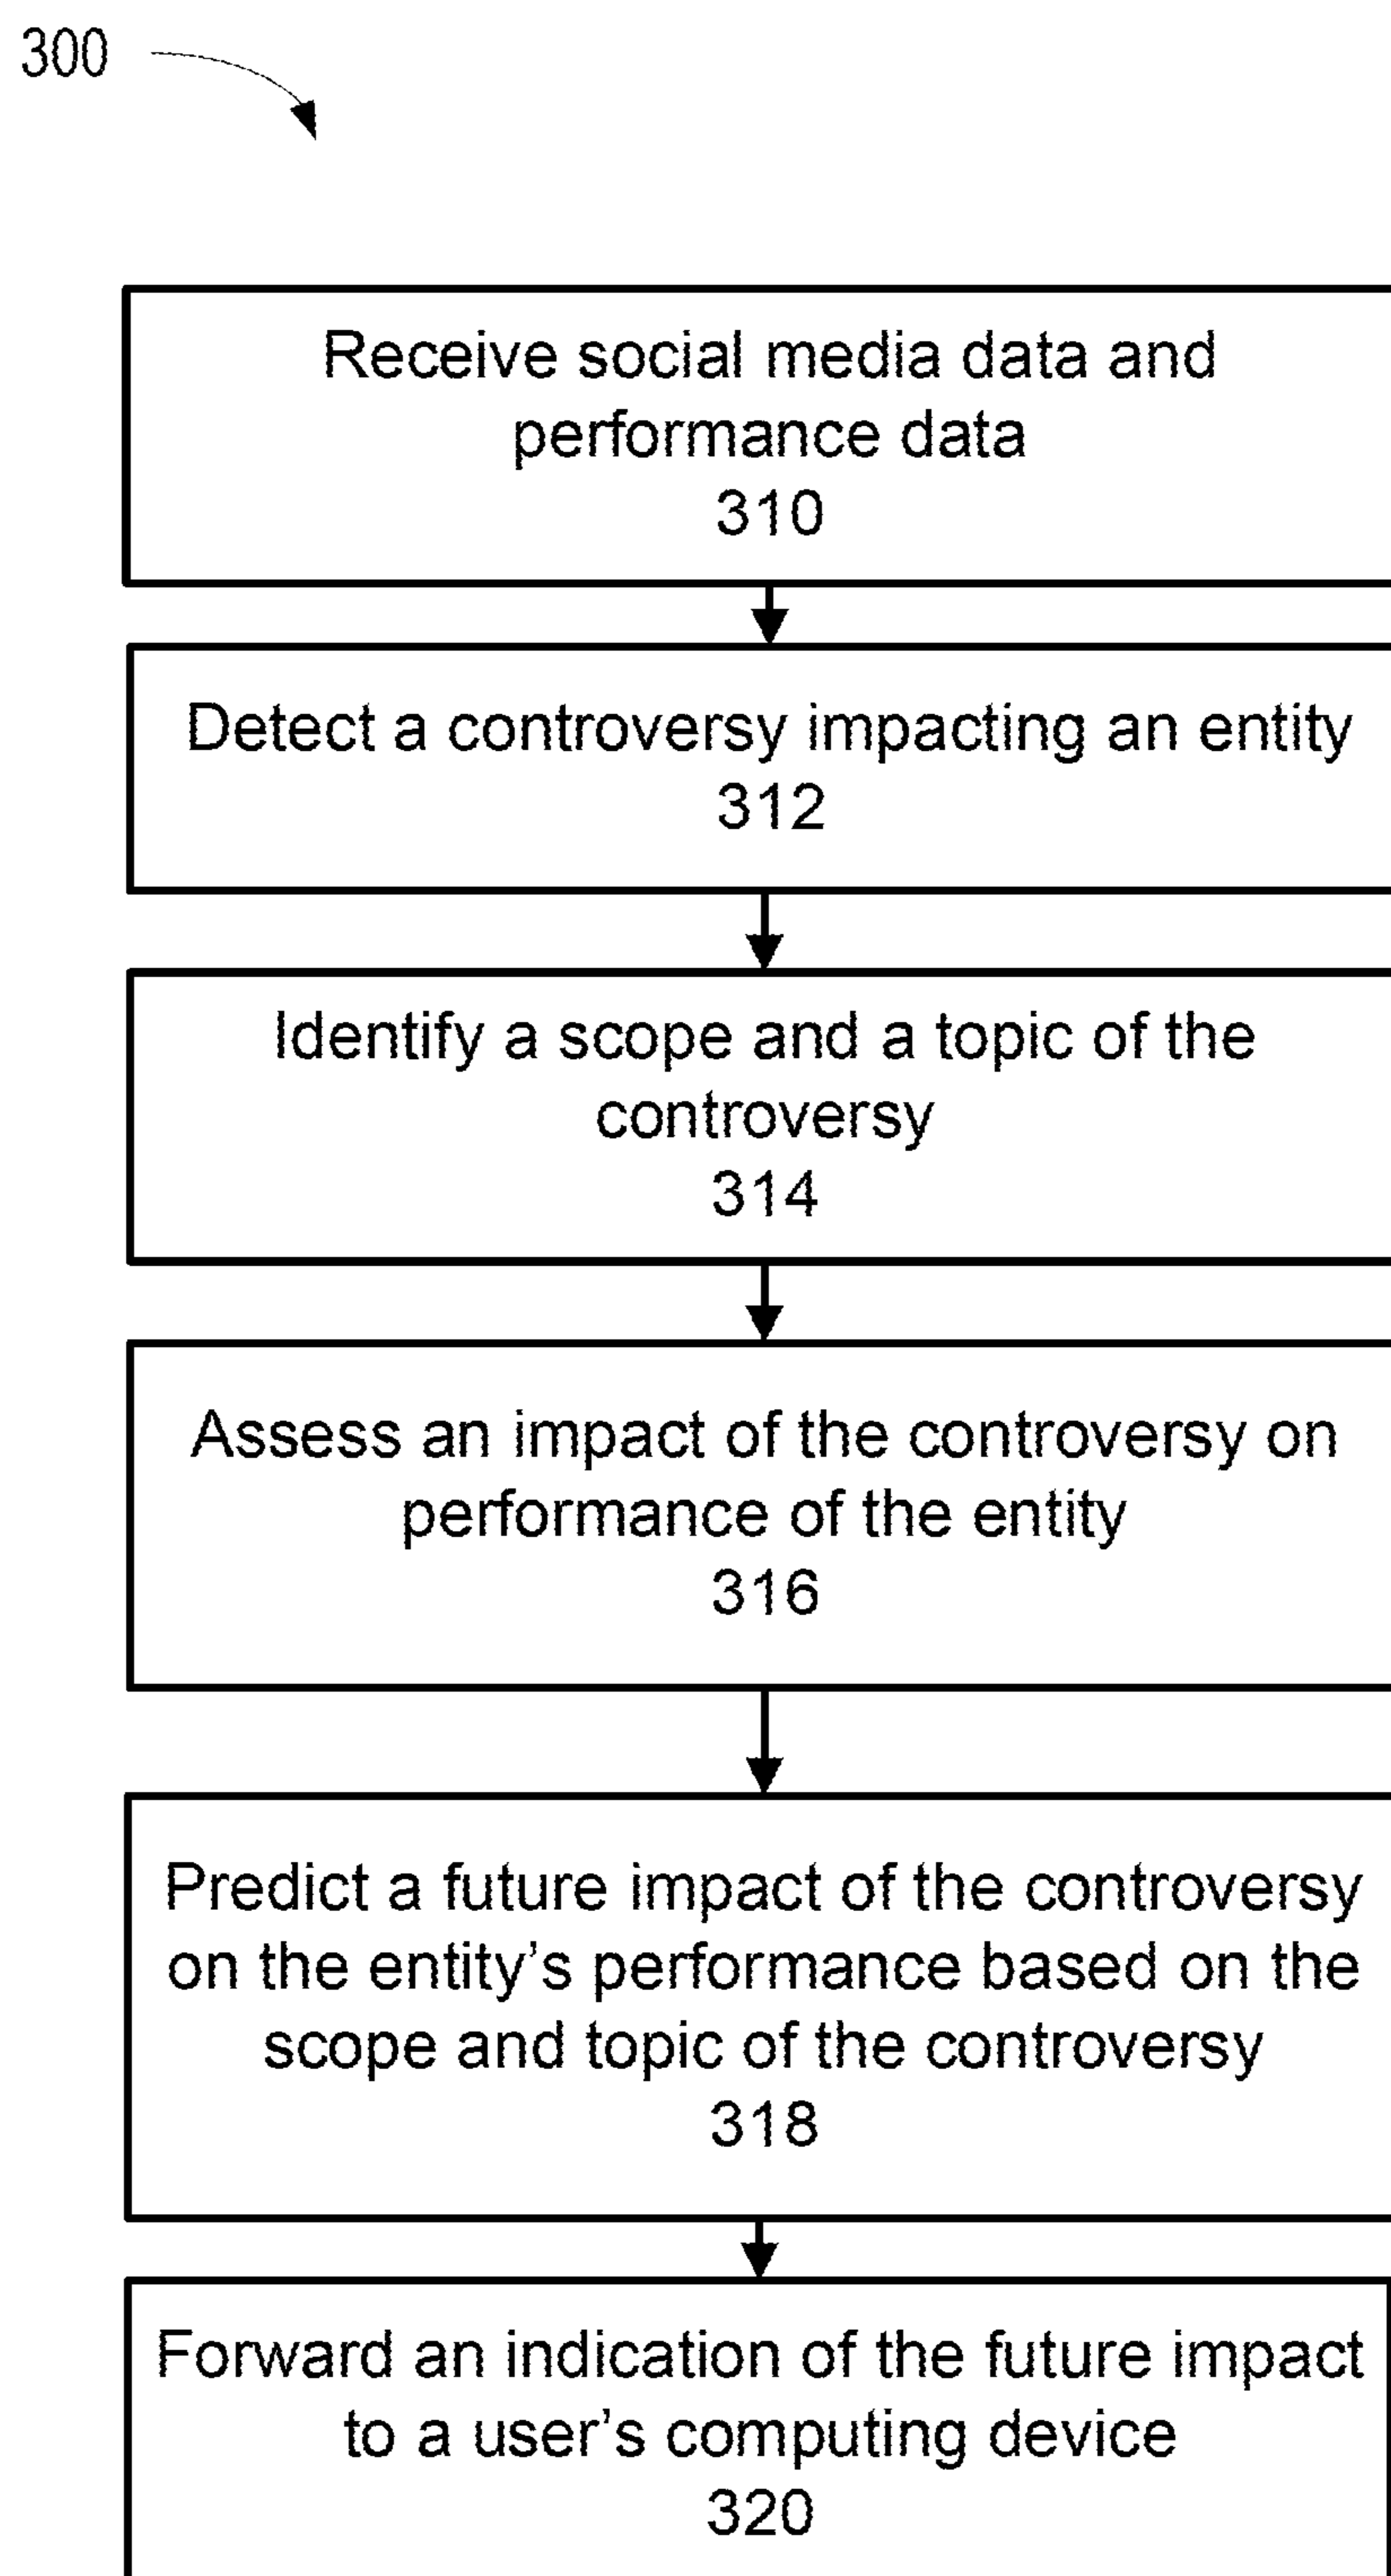 300
Receive social media data and
performance data
310
Detect a controversy impacting an entity
312
Identify a scope and a topic of the
controversy
314
Assess an impact of the controversy on
performance of the entity
316
Predict a future impact of the controversy
on the entity's performance based on the
scope and topic of the controversy
318
Forward an indication of the future impact
to a user's computing device
320